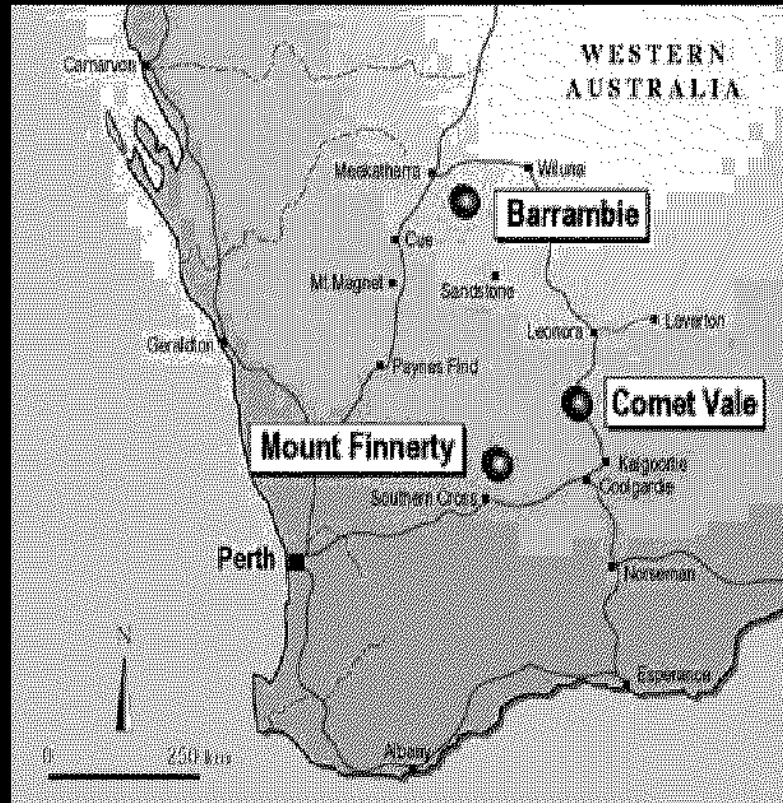 WESTERN
AUSTRALIA
Carnarvon
Meekatharra
Wiluna
Barrambie
Cue
Mt Magnet
Sandstone
Geraldton
Leonora
Laverton
Paynes Find
Comet Vale
Mount Finnerty
Kalgoorlie
Coolgardie
Southern Cross
Perth
Norseman
N
Esperance
0 250 km
Albany